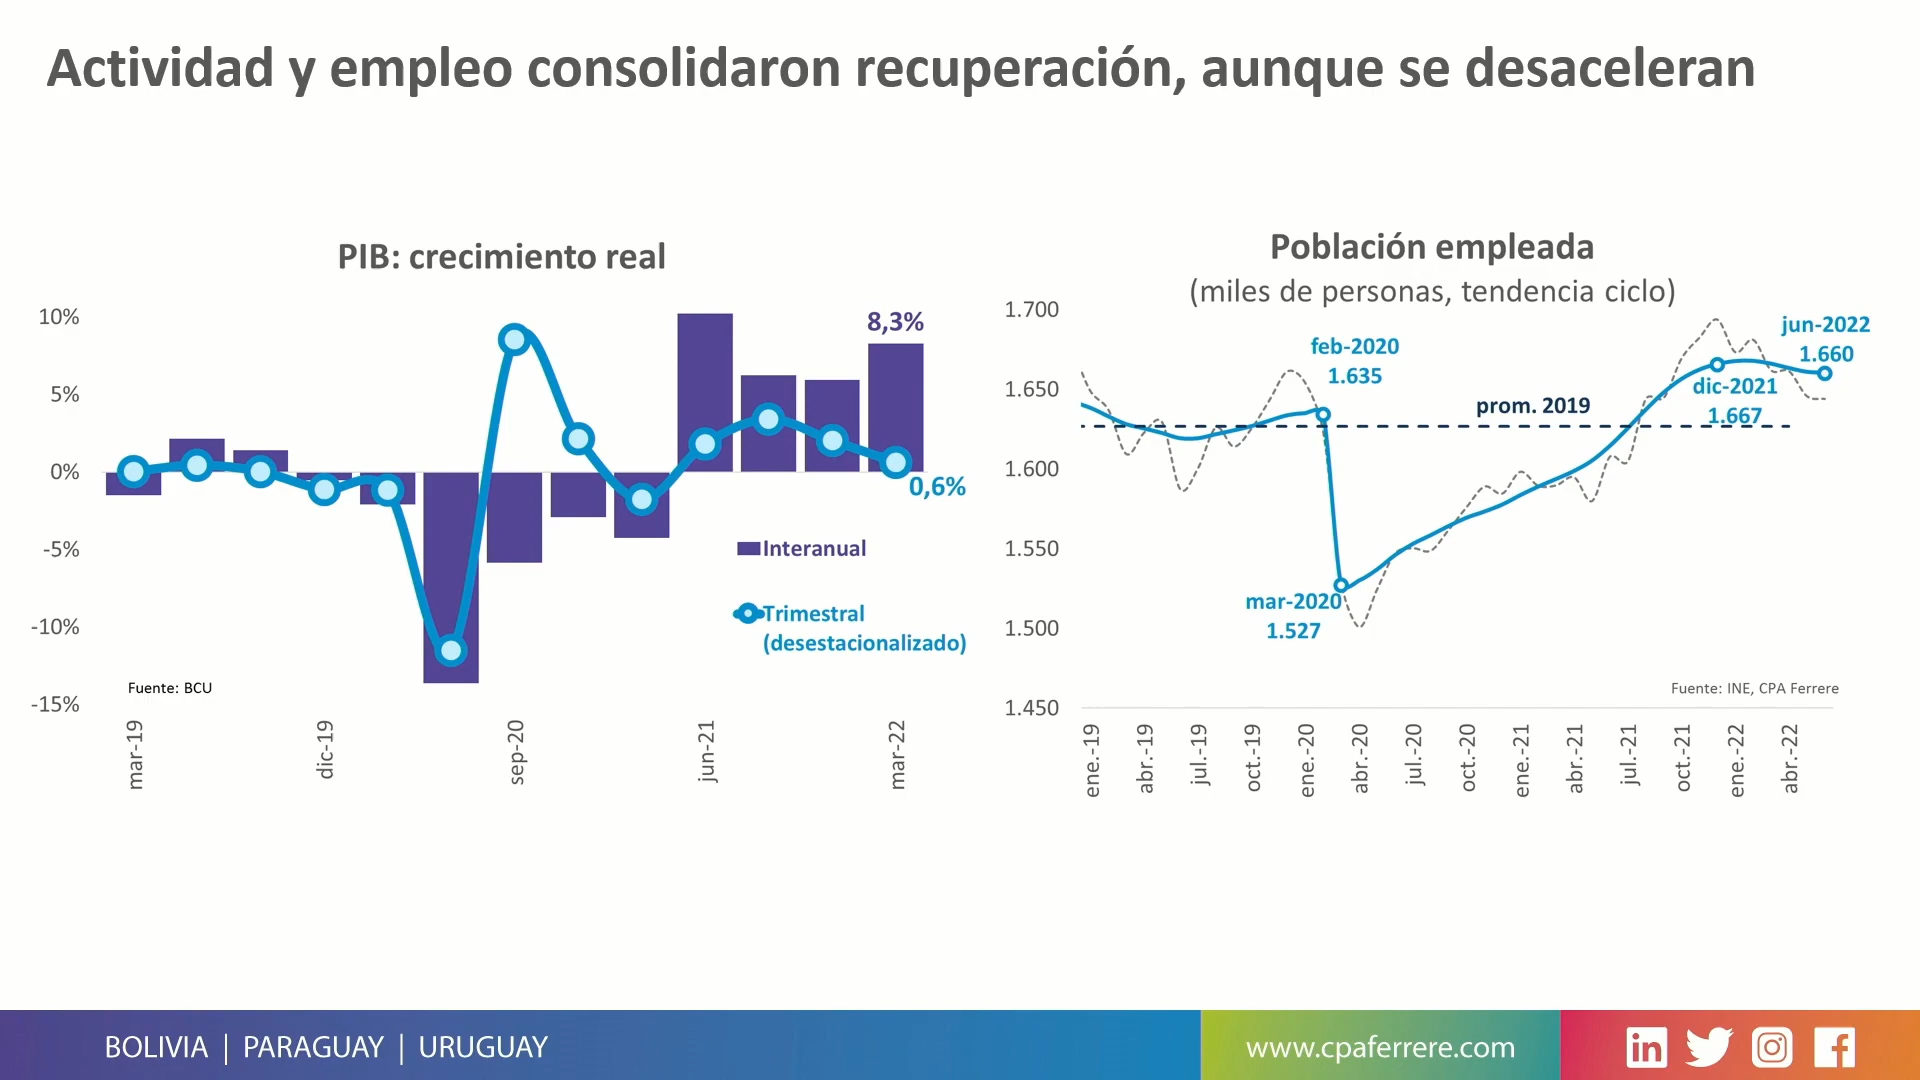 Actividad y empleo consolidaron recuperación, aunque se desaceleran
PIB: crecimiento real
10%
5%
0%
-5%
-10%
-15%
8,3%
0,6%
Interanual
Trimestral
(desestacionalizado)
Fuente: BCU
mar-19
dic-19
sep-20
jun-21
mar-22
Población empleada
(miles de personas, tendencia ciclo)
1.700
1.650
1.600
1.550
1.500
1.450
feb-2020
1.635
prom. 2019
jun-2022
1.660
dic-2021
1.667
mar-2020
1.527
Fuente: INE, CPA Ferrere
ene.-19
abr.-19
jul.-19
oct.-19
ene.-20
abr.-20
jul.-20
oct.-20
ene.-21
abr.-21
jul.-21
oct.-21
ene.-22
abr.-22
BOLIVIA | PARAGUAY | URUGUAY
www.cpaferrere.com